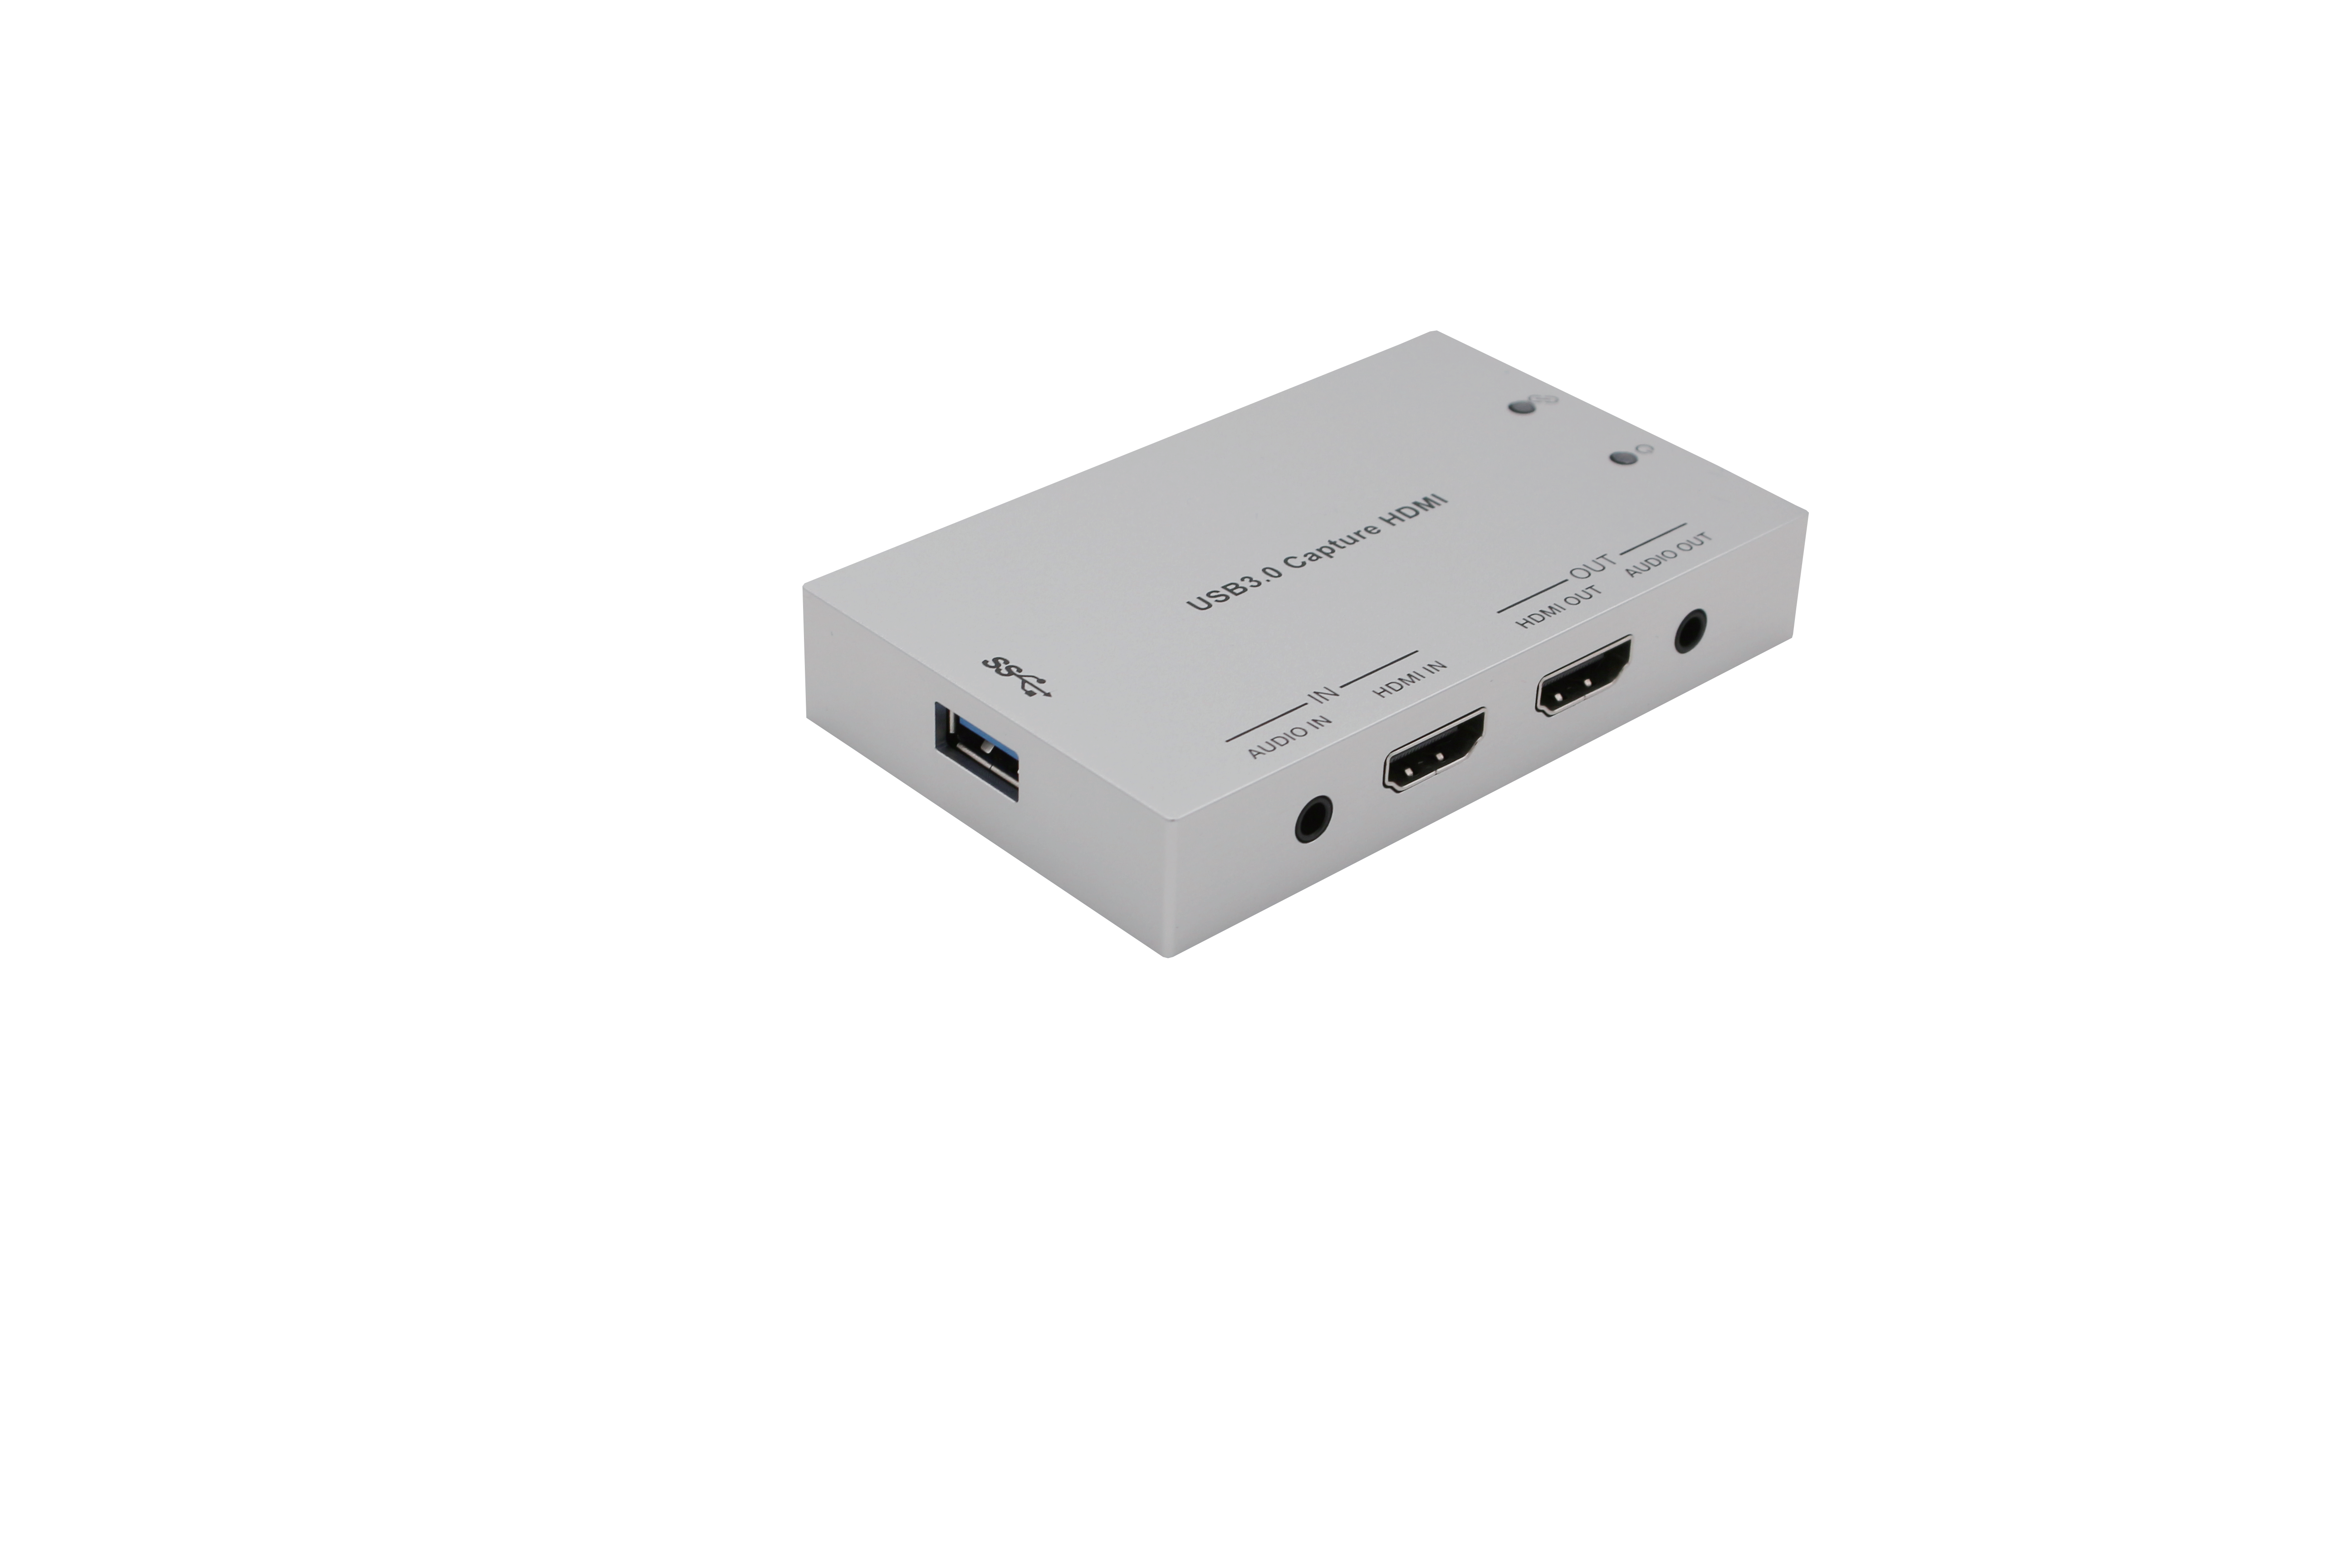 USB3.0 Capture HDMI
SS
IN
AUDIO IN
HDMI IN
OUT
HDMI OUT
AUDIO OUT